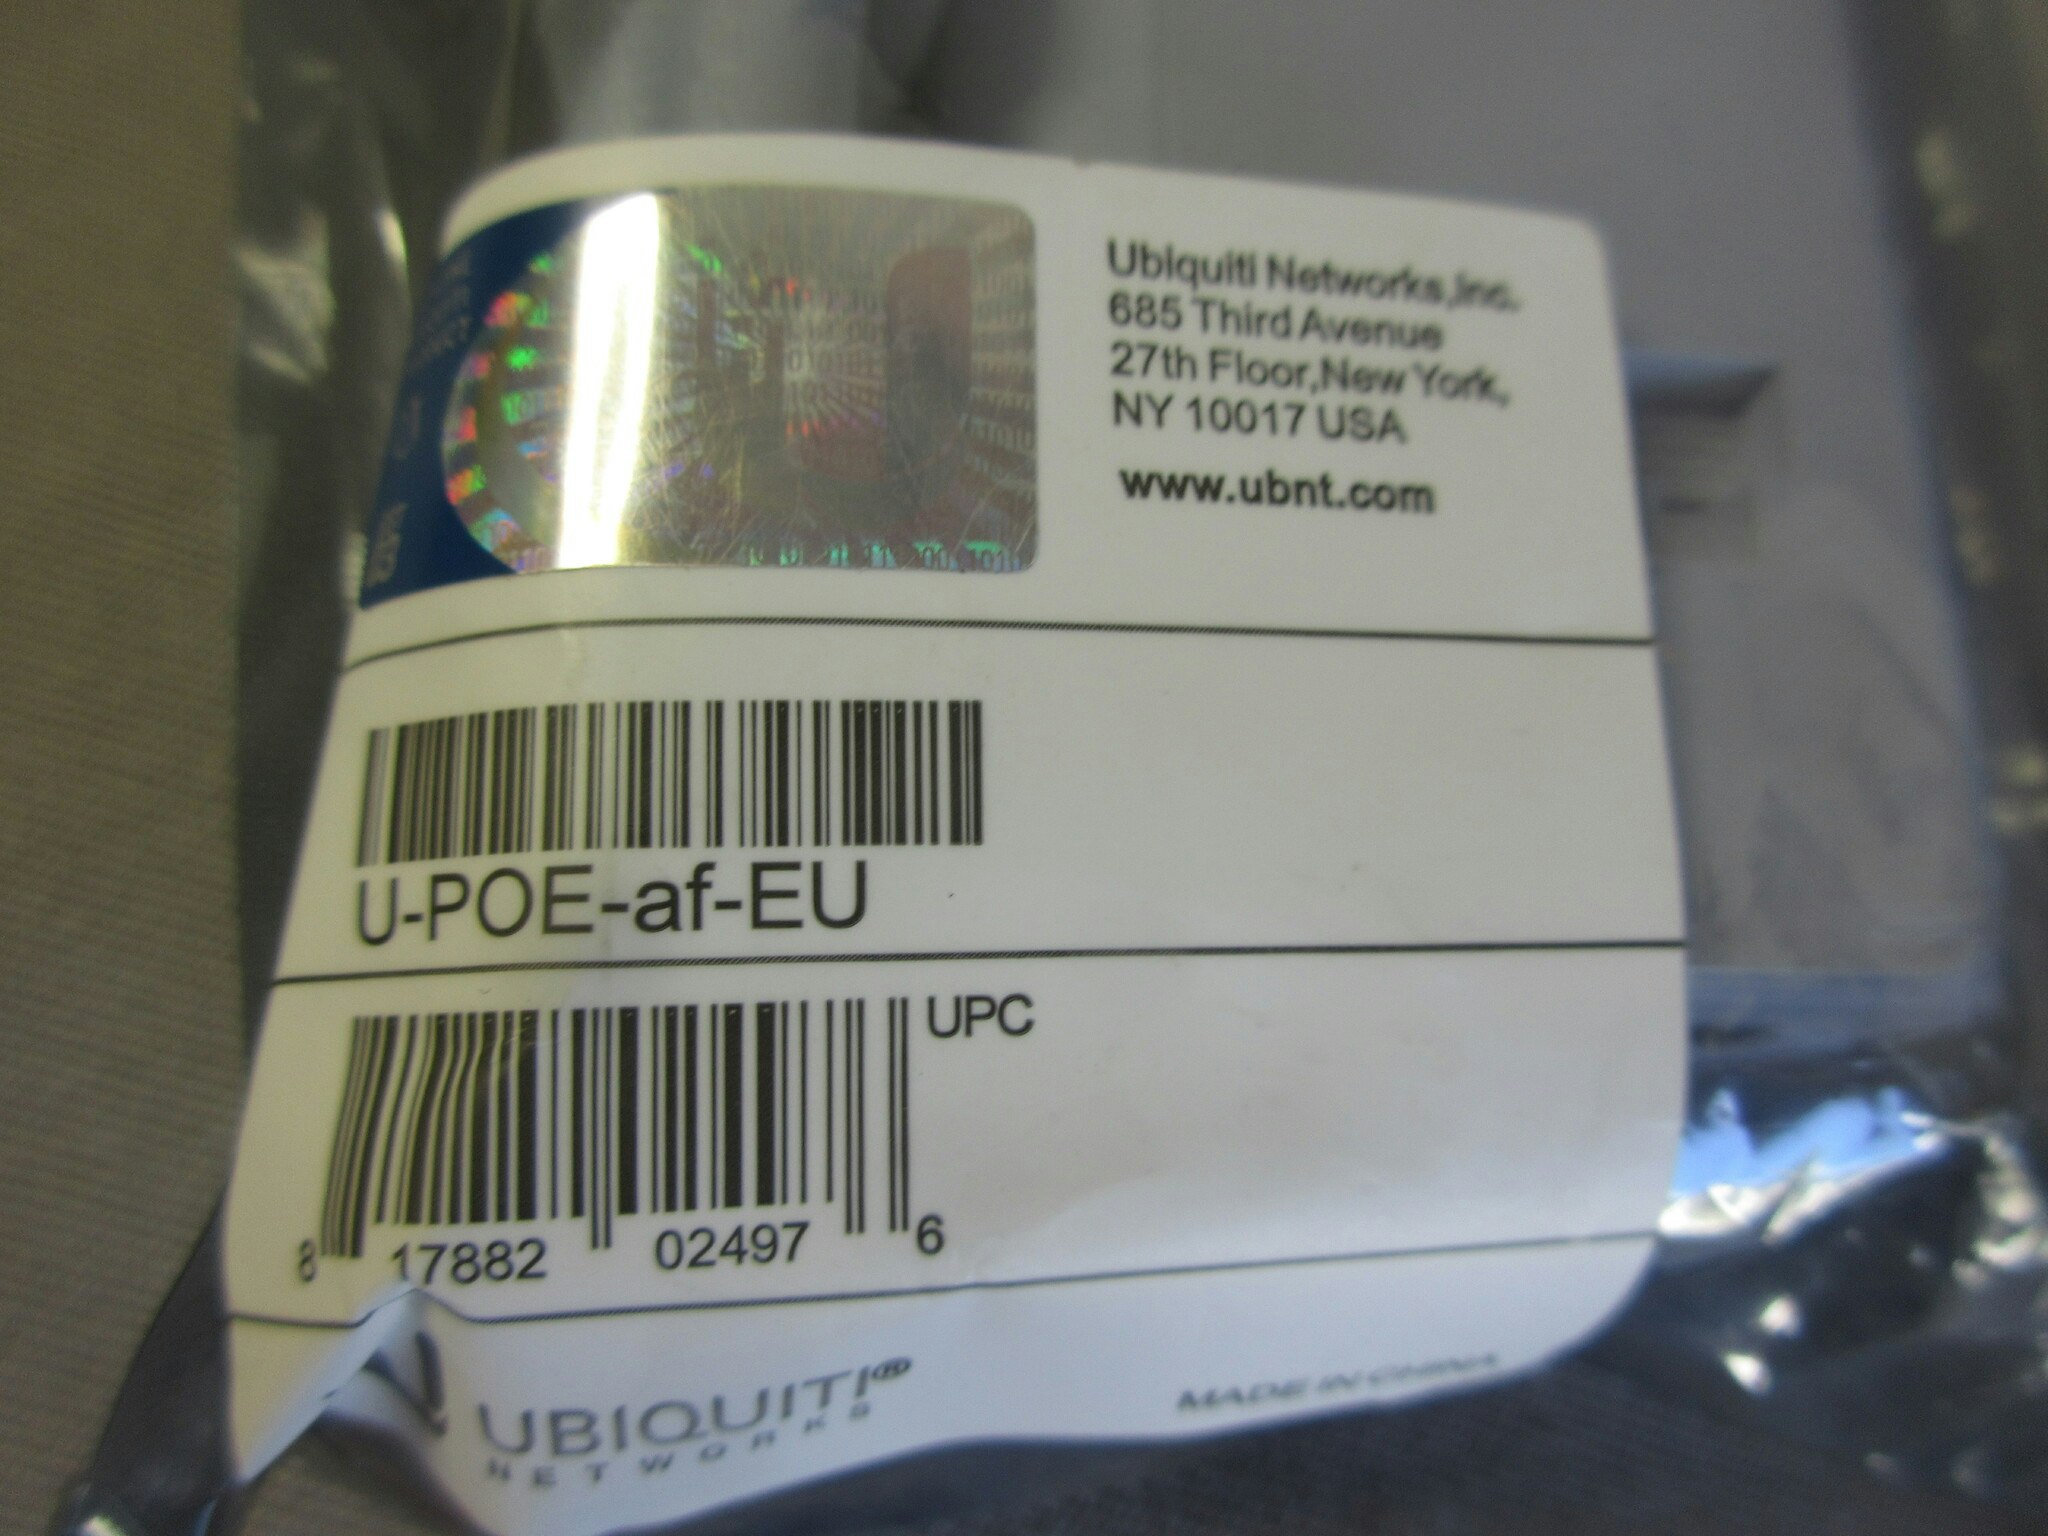 Ubiquiti Networks,Inc.
685 Third Avenue
27th Floor,New York,
NY 10017 USA
www.ubnt.com
U-POE-af-EU
UPC
8 17882 02497 6
UBIQUITI®
NETWORKS
MADE IN CHINA